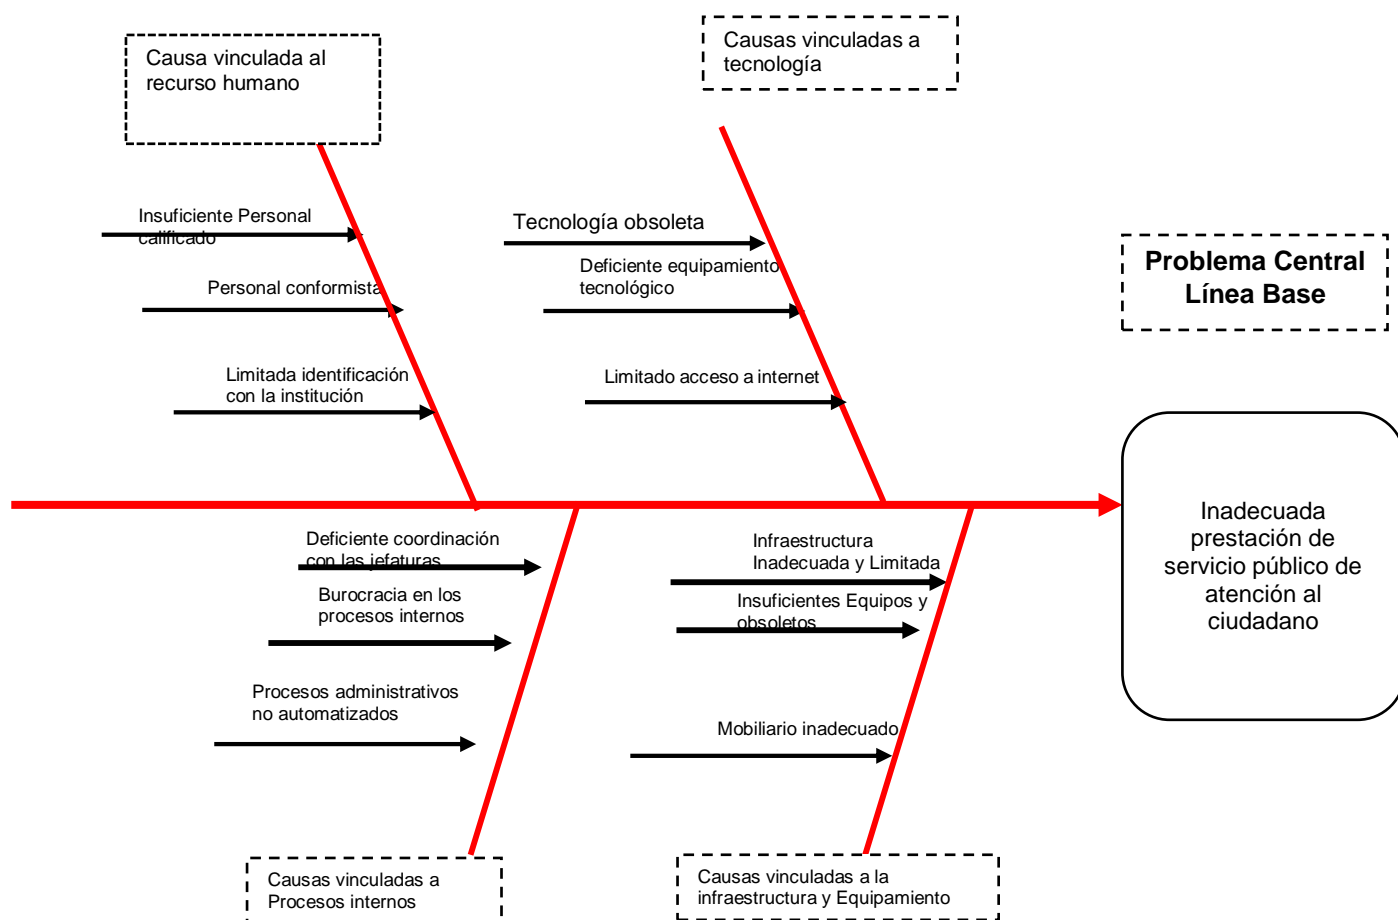 Causa vinculada al
recurso humano
Causas vinculadas a
tecnología
Insuficiente Personal
calificado
Personal conformista
Limitada identificación
con la institución
Tecnología obsoleta
Deficiente equipamiento
tecnológico
Limitado acceso a internet
Problema Central
Línea Base
Inadecuada
prestación de
servicio público de
atención al
ciudadano
Deficiente coordinación
con las jefaturas
Burocracia en los
procesos internos
Procesos administrativos
no automatizados
Infraestructura
Inadecuada y Limitada
Insuficientes Equipos y
obsoletos
Mobiliario inadecuado
Causas vinculadas a
Procesos internos
Causas vinculadas a la
infraestructura y Equipamiento